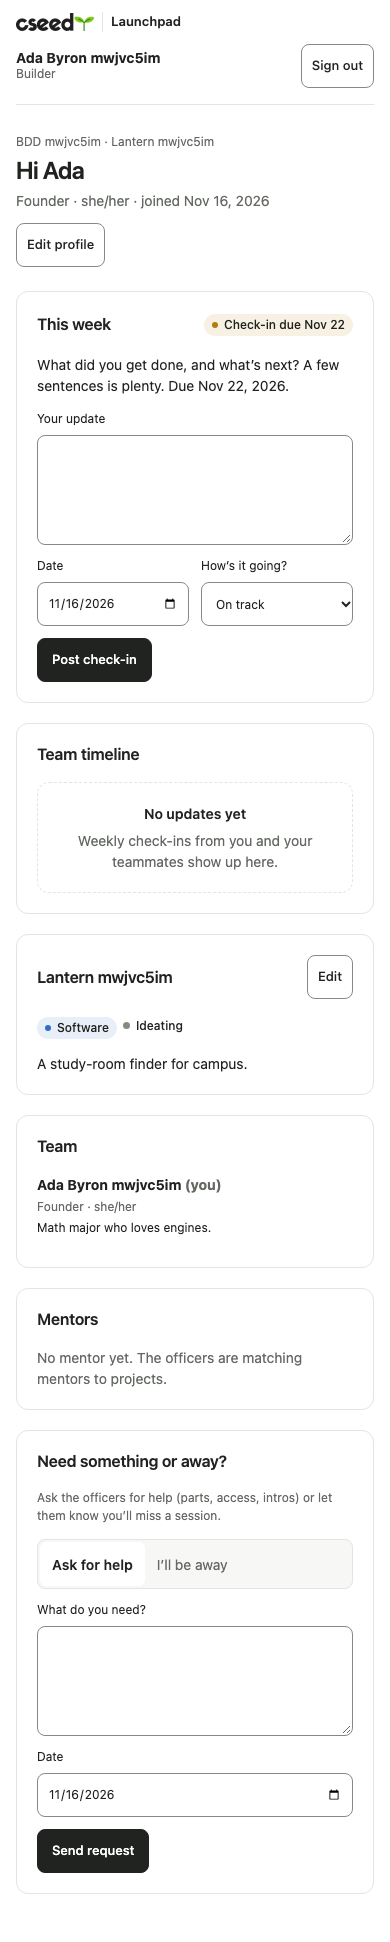 cseed Launchpad
Ada Byron mwjvc5im
Builder
Sign out
BDD mwjvc5im · Lantern mwjvc5im
Hi Ada
Founder · she/her · joined Nov 16, 2026
Edit profile
This week
Check-in due Nov 22
What did you get done, and what’s next? A few
sentences is plenty. Due Nov 22, 2026.
Your update
Date
How’s it going?
11/16/2026
On track
Post check-in
Team timeline
No updates yet
Weekly check-ins from you and your
teammates show up here.
Lantern mwjvc5im
Edit
Software
Ideating
A study-room finder for campus.
Team
Ada Byron mwjvc5im (you)
Founder · she/her
Math major who loves engines.
Mentors
No mentor yet. The officers are matching
mentors to projects.
Need something or away?
Ask the officers for help (parts, access, intros) or let
them know you’ll miss a session.
Ask for help
I’ll be away
What do you need?
Date
11/16/2026
Send request